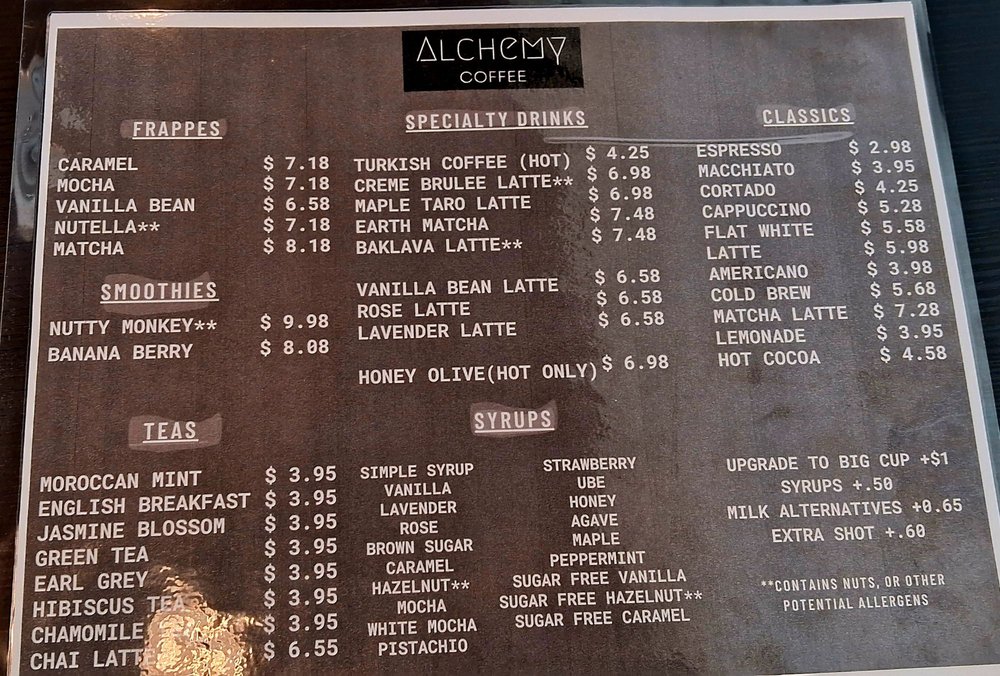 ALCHEMY
COFFEE
FRAPPES
CARAMEL $ 7.18
MOCHA $ 7.18
VANILLA BEAN $ 6.58
NUTELLA** $ 7.18
MATCHA $ 8.18
SMOOTHIES
NUTTY MONKEY** $ 9.98
BANANA BERRY $ 8.08
SPECIALTY DRINKS
TURKISH COFFEE (HOT) $ 4.25
CREME BRULEE LATTE** $ 6.98
MAPLE TARO LATTE $ 6.98
EARTH MATCHA $ 7.48
BAKLAVA LATTE** $ 7.48
VANILLA BEAN LATTE $ 6.58
ROSE LATTE $ 6.58
LAVENDER LATTE $ 6.58
HONEY OLIVE(HOT ONLY) $ 6.98
CLASSICS
ESPRESSO $ 2.98
MACCHIATO $ 3.95
CORTADO $ 4.25
CAPPUCCINO $ 5.28
FLAT WHITE $ 5.58
LATTE $ 5.98
AMERICANO $ 3.98
COLD BREW $ 5.68
MATCHA LATTE $ 7.28
LEMONADE $ 3.95
HOT COCOA $ 4.58
TEAS
MOROCCAN MINT $ 3.95
ENGLISH BREAKFAST $ 3.95
JASMINE BLOSSOM $ 3.95
GREEN TEA $ 3.95
EARL GREY $ 3.95
HIBISCUS TEA $ 3.95
CHAMOMILE $ 3.95
CHAI LATTE $ 6.55
SYRUPS
SIMPLE SYRUP
VANILLA
LAVENDER
ROSE
BROWN SUGAR
CARAMEL
HAZELNUT**
MOCHA
WHITE MOCHA
PISTACHIO
STRAWBERRY
UBE
HONEY
AGAVE
MAPLE
PEPPERMINT
SUGAR FREE VANILLA
SUGAR FREE HAZELNUT**
SUGAR FREE CARAMEL
UPGRADE TO BIG CUP +$1
SYRUPS +.50
MILK ALTERNATIVES +0.65
EXTRA SHOT +.60
**CONTAINS NUTS, OR OTHER
POTENTIAL ALLERGENS